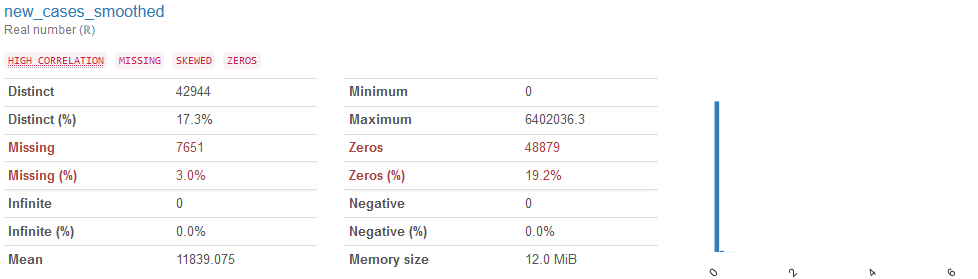 new_cases_smoothed
Real number (ℝ)
HIGH CORRELATION MISSING SKEWED ZEROS
Distinct 42944
Distinct (%) 17.3%
Missing 7651
Missing (%) 3.0%
Infinite 0
Infinite (%) 0.0%
Mean 11839.075
Minimum 0
Maximum 6402036.3
Zeros 48879
Zeros (%) 19.2%
Negative 0
Negative (%) 0.0%
Memory size 12.0 MiB
0 2 4 6